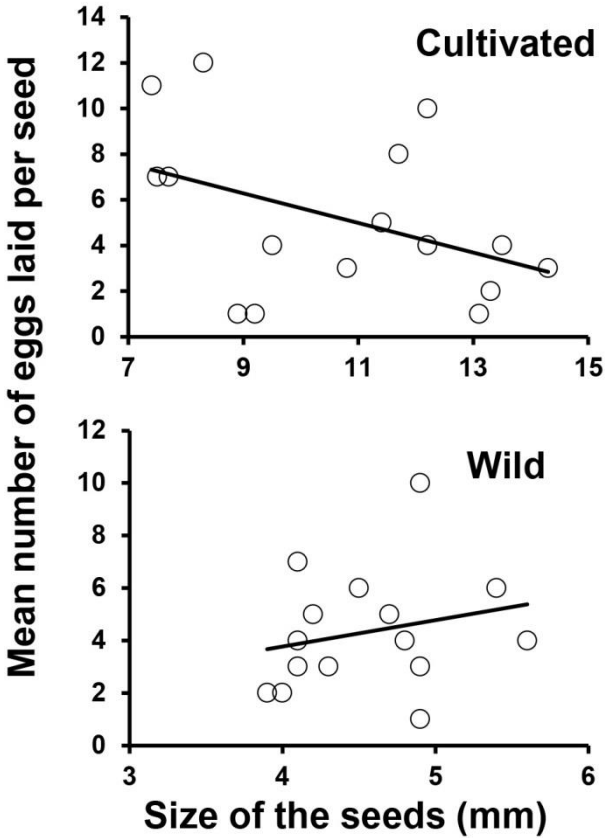 Mean number of eggs laid per seed
Cultivated
14
12
10
8
6
4
2
0
7 9 11 13 15
Wild
12
10
8
6
4
2
0
3 4 5 6
Size of the seeds (mm)